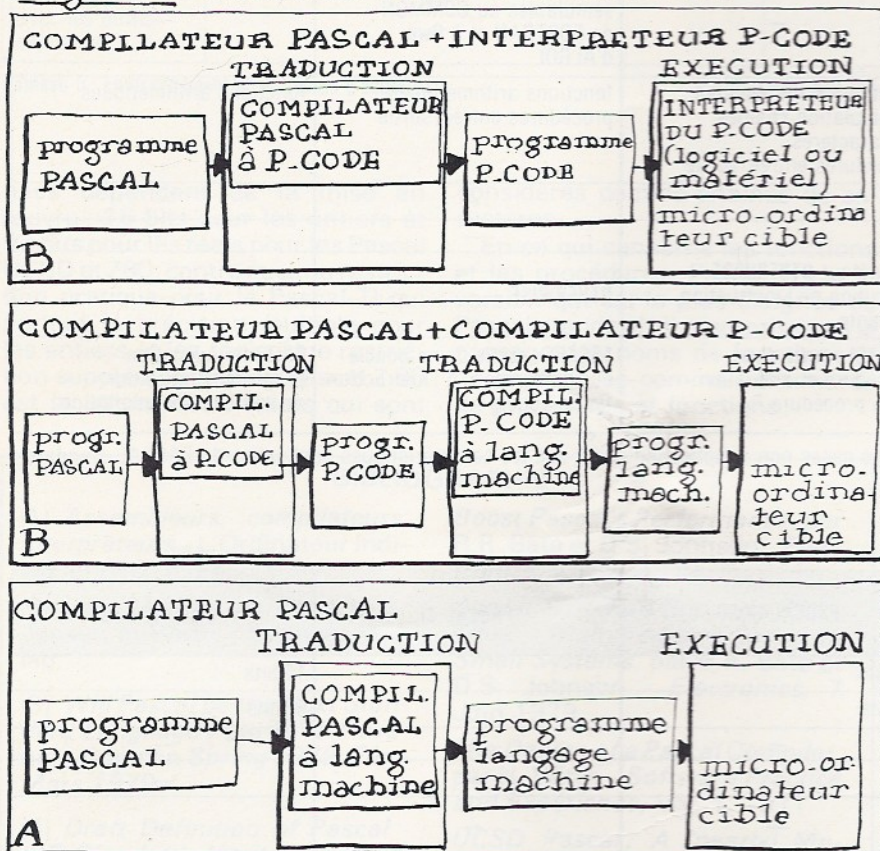 COMPILATEUR PASCAL + INTERPRETEUR P-CODE
TRADUCTION
EXECUTION
programme
PASCAL
COMPILATEUR
PASCAL
à P-CODE
programme
P-CODE
INTERPRETEUR
DU P.CODE
(logiciel ou
matériel)
micro-ordina
teur cible
B
COMPILATEUR PASCAL + COMPILATEUR P-CODE
TRADUCTION
TRADUCTION
EXECUTION
progr.
PASCAL
COMPIL.
PASCAL
à P.CODE
progr.
P.CODE
COMPIL.
P.CODE
à lang.
machine
progr.
lang.
mach.
micro-
ordina-
teur
cible
B
COMPILATEUR PASCAL
TRADUCTION
EXECUTION
programme
PASCAL
COMPIL.
PASCAL
à lang.
machine
programme
langage
machine
micro.or-
dinateur
cible
A